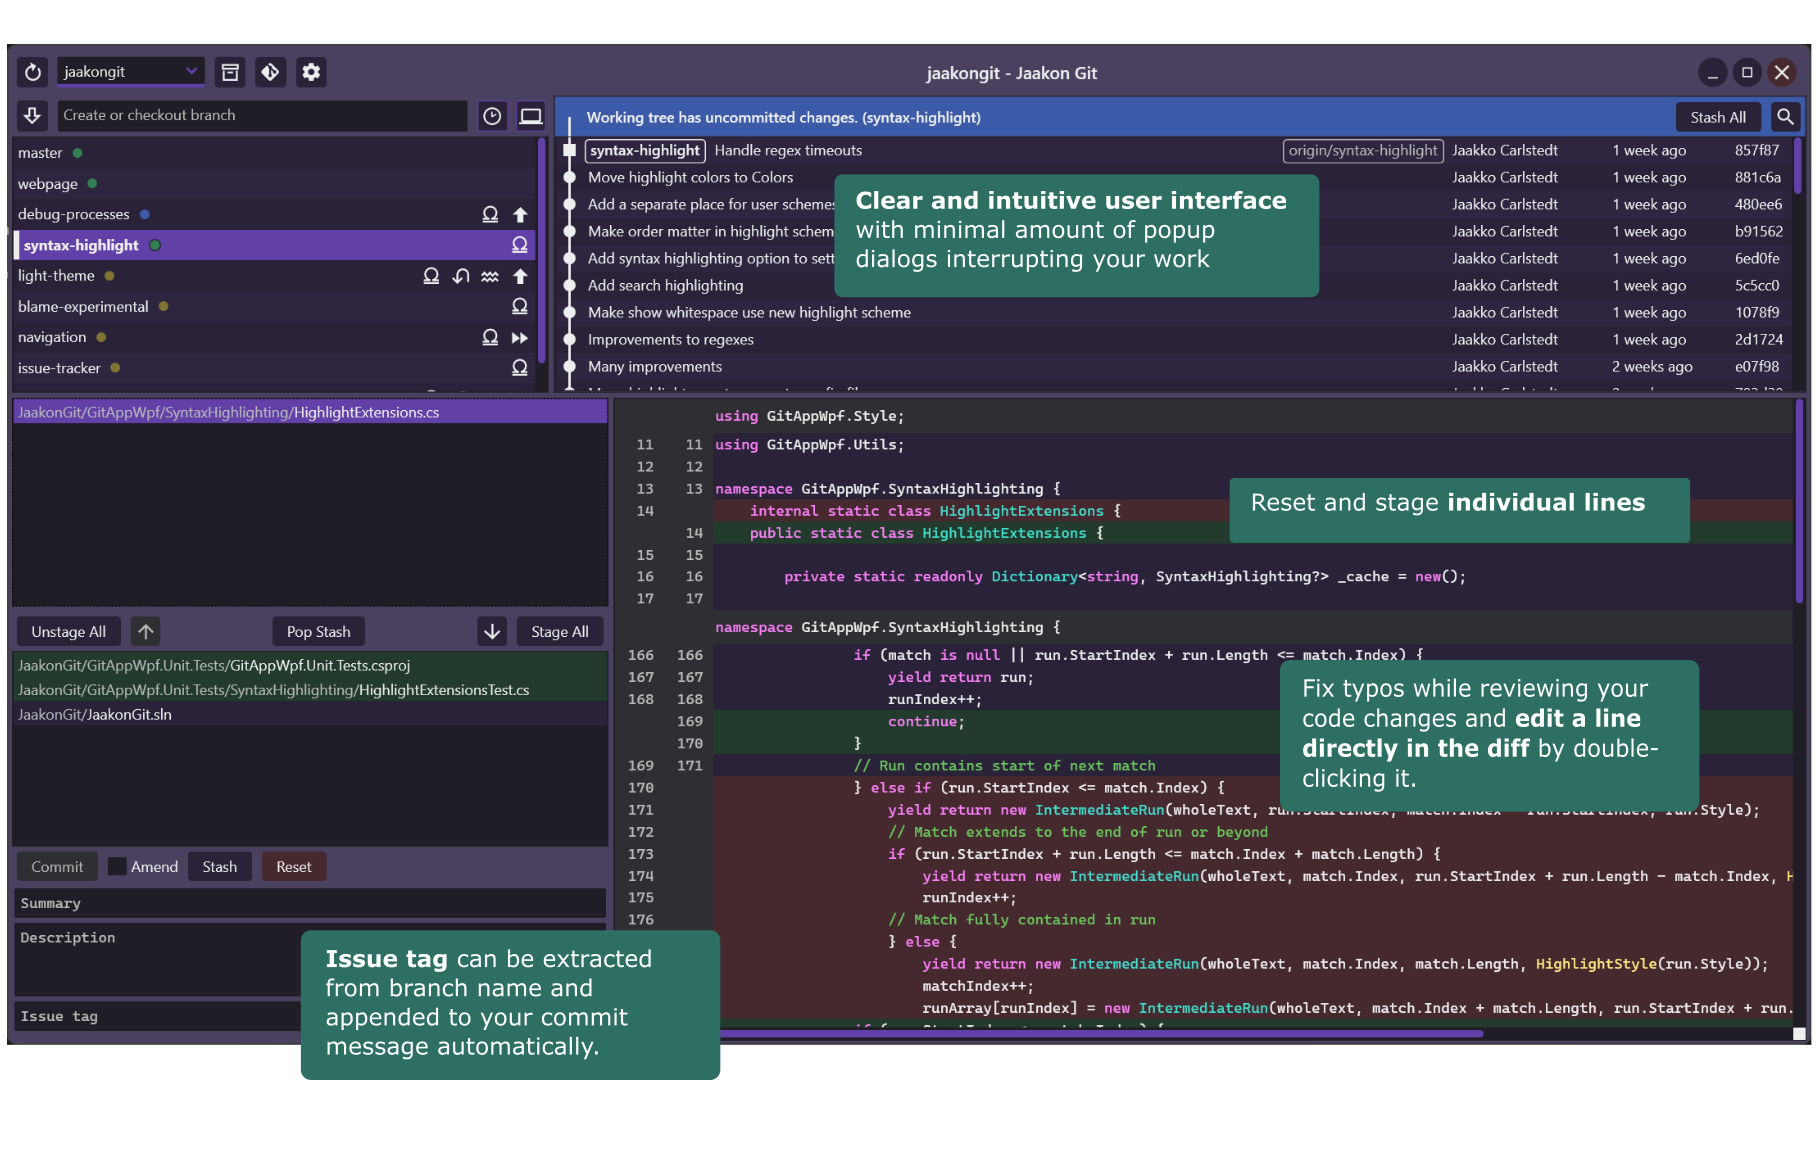 jaakongit
jaakongit - Jaakon Git
Create or checkout branch
master
webpage
debug-processes
syntax-highlight
light-theme
blame-experimental
navigation
issue-tracker
Working tree has uncommitted changes. (syntax-highlight) Stash All
syntax-highlight Handle regex timeouts origin/syntax-highlight Jaakko Carlstedt 1 week ago 857f87
Move highlight colors to Colors Jaakko Carlstedt 1 week ago 881c6a
Add a separate place for user schemes Jaakko Carlstedt 1 week ago 480ee6
Make order matter in highlight schem Jaakko Carlstedt 1 week ago b91562
Add syntax highlighting option to sett Jaakko Carlstedt 1 week ago 6ed0fe
Add search highlighting Jaakko Carlstedt 1 week ago 5c5cc0
Make show whitespace use new highlight scheme Jaakko Carlstedt 1 week ago 1078f9
Improvements to regexes Jaakko Carlstedt 1 week ago 2d1724
Many improvements Jaakko Carlstedt 2 weeks ago e07f98
Clear and intuitive user interface
with minimal amount of popup
dialogs interrupting your work
JaakonGit/GitAppWpf/SyntaxHighlighting/HighlightExtensions.cs
Unstage All Pop Stash Stage All
JaakonGit/GitAppWpf.Unit.Tests/GitAppWpf.Unit.Tests.csproj
JaakonGit/GitAppWpf.Unit.Tests/SyntaxHighlighting/HighlightExtensionsTest.cs
JaakonGit/JaakonGit.sln
Commit Amend Stash Reset
Summary
Description
Issue tag
Issue tag can be extracted
from branch name and
appended to your commit
message automatically.
using GitAppWpf.Style;
11 11 using GitAppWpf.Utils;
12 12
13 13 namespace GitAppWpf.SyntaxHighlighting {
14 internal static class HighlightExtensions {
14 public static class HighlightExtensions {
15 15
16 16 private static readonly Dictionary<string, SyntaxHighlighting?> _cache = new();
17 17
namespace GitAppWpf.SyntaxHighlighting {
166 166 if (match is null || run.StartIndex + run.Length <= match.Index) {
167 167 yield return run;
168 168 runIndex++;
169 continue;
170 }
169 171 // Run contains start of next match
170 } else if (run.StartIndex <= match.Index) {
171 yield return new IntermediateRun(wholeText, run.StartIndex, match.Index - run.StartIndex, run.Style);
172 // Match extends to the end of run or beyond
173 if (run.StartIndex + run.Length <= match.Index + match.Length) {
174 yield return new IntermediateRun(wholeText, match.Index, run.StartIndex + run.Length - match.Index, H
175 runIndex++;
176 // Match fully contained in run
} else {
yield return new IntermediateRun(wholeText, match.Index, match.Length, HighlightStyle(run.Style));
matchIndex++;
runArray[runIndex] = new IntermediateRun(wholeText, match.Index + match.Length, run.StartIndex + run.
Reset and stage individual lines
Fix typos while reviewing your
code changes and edit a line
directly in the diff by double-
clicking it.